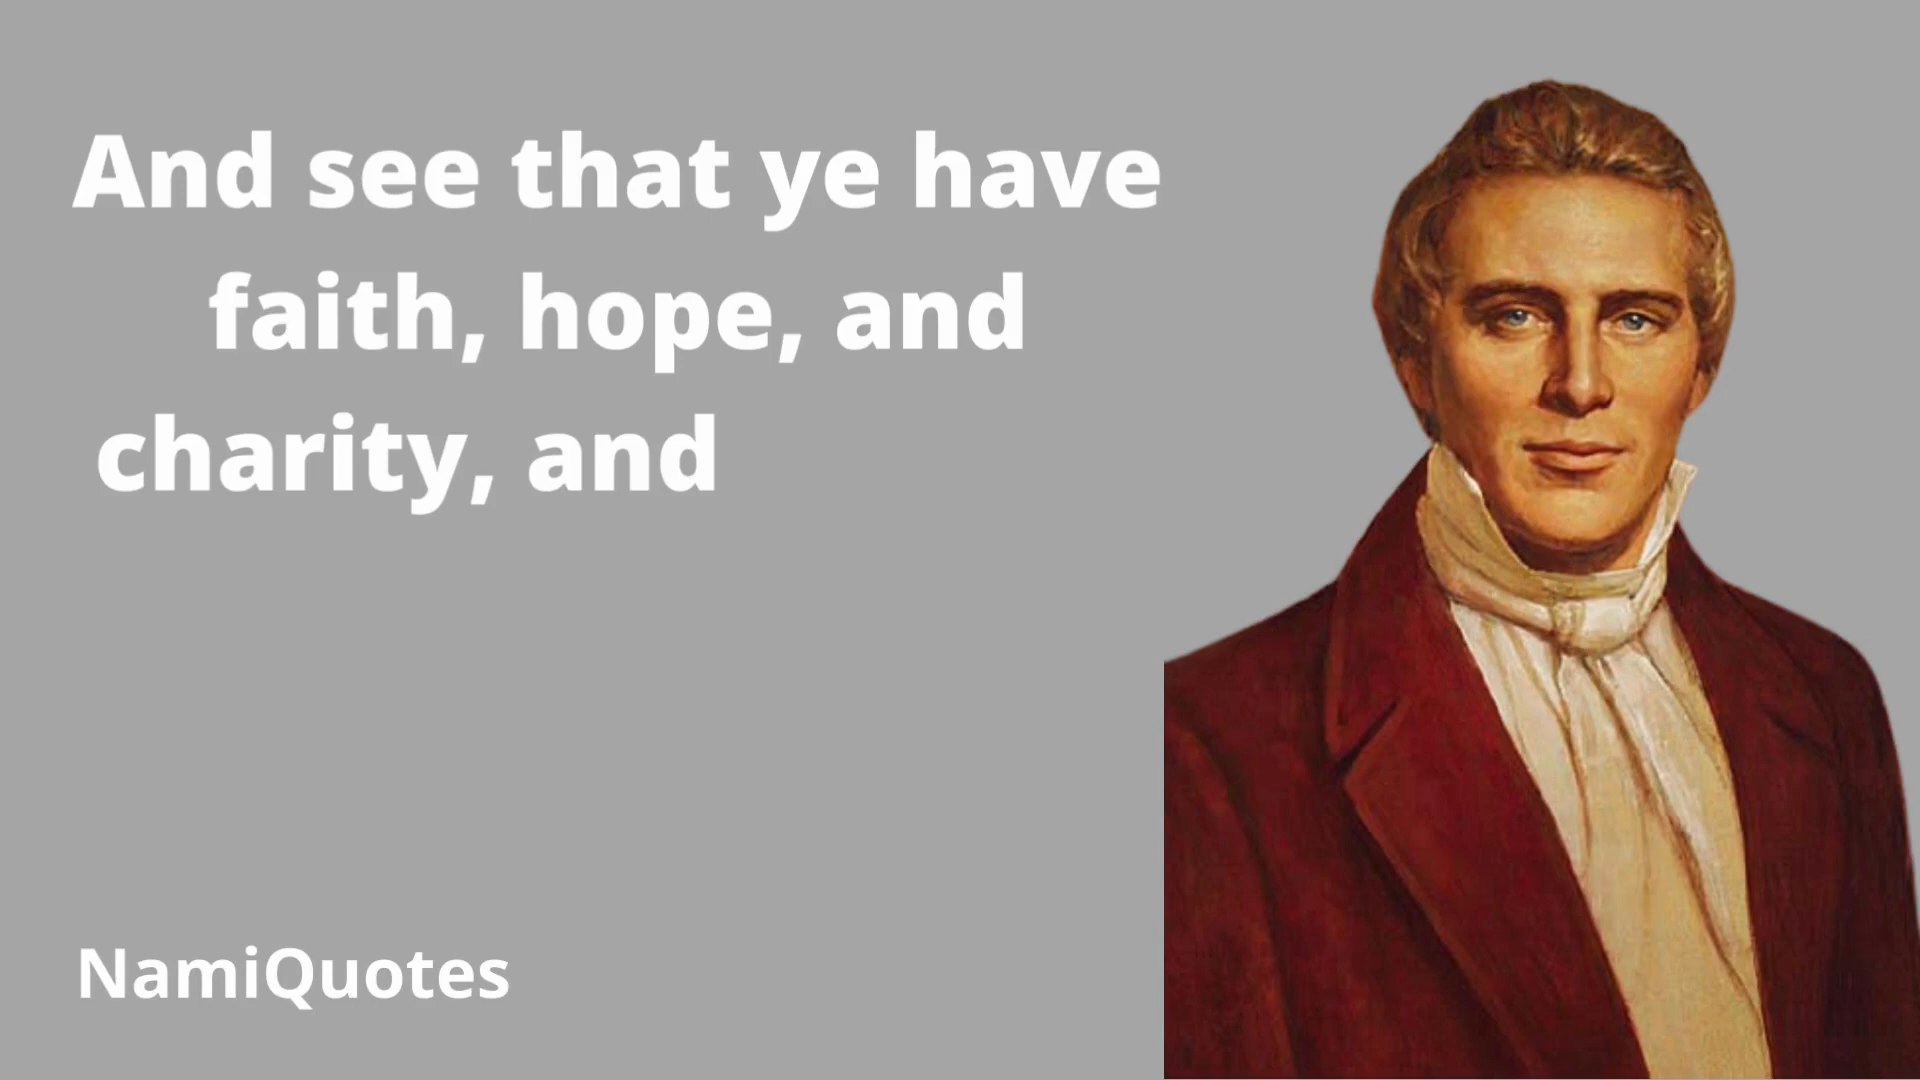 And see that ye have
faith, hope, and
charity, and
NamiQuotes